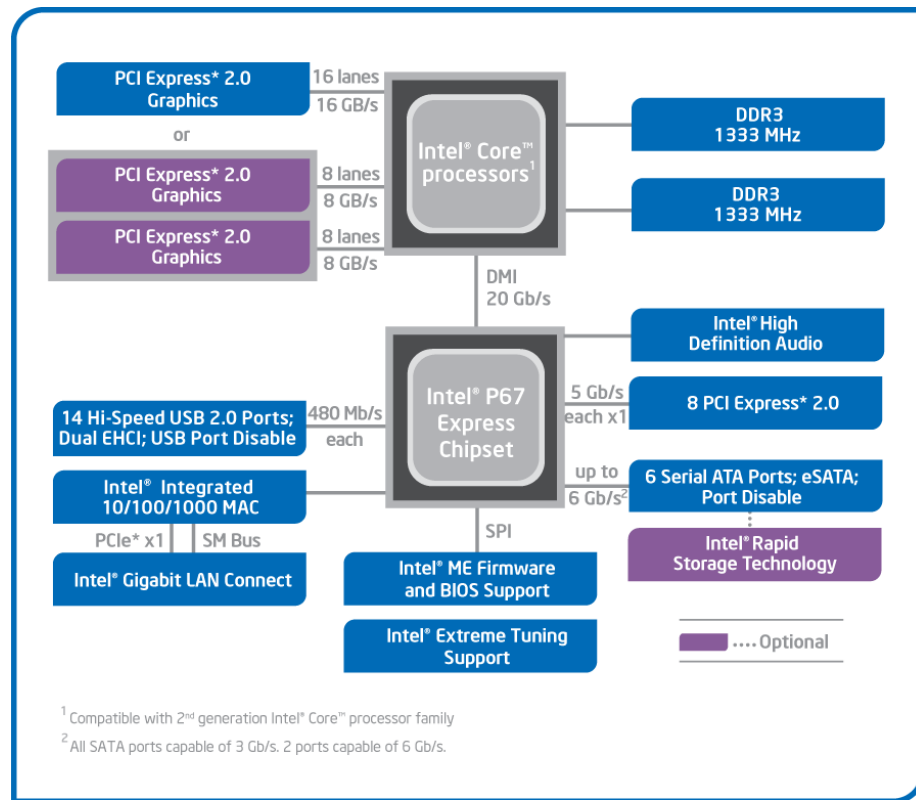 PCI Express* 2.0
Graphics
16 lanes
16 GB/s
or
PCI Express* 2.0
Graphics
8 lanes
8 GB/s
PCI Express* 2.0
Graphics
8 lanes
8 GB/s
Intel® Core™
processors¹
DDR3
1333 MHz
DDR3
1333 MHz
DMI
20 Gb/s
Intel® P67
Express
Chipset
Intel® High
Definition Audio
5 Gb/s
each x1
8 PCI Express* 2.0
14 Hi-Speed USB 2.0 Ports;
Dual EHCI; USB Port Disable
480 Mb/s
each
up to
6 Gb/s²
6 Serial ATA Ports; eSATA;
Port Disable
Intel® Integrated
10/100/1000 MAC
PCIe* x1
SM Bus
Intel® Gigabit LAN Connect
SPI
Intel® Rapid
Storage Technology
Intel® ME Firmware
and BIOS Support
Intel® Extreme Tuning
Support
....Optional
¹ Compatible with 2nd generation Intel® Core™ processor family
² All SATA ports capable of 3 Gb/s. 2 ports capable of 6 Gb/s.